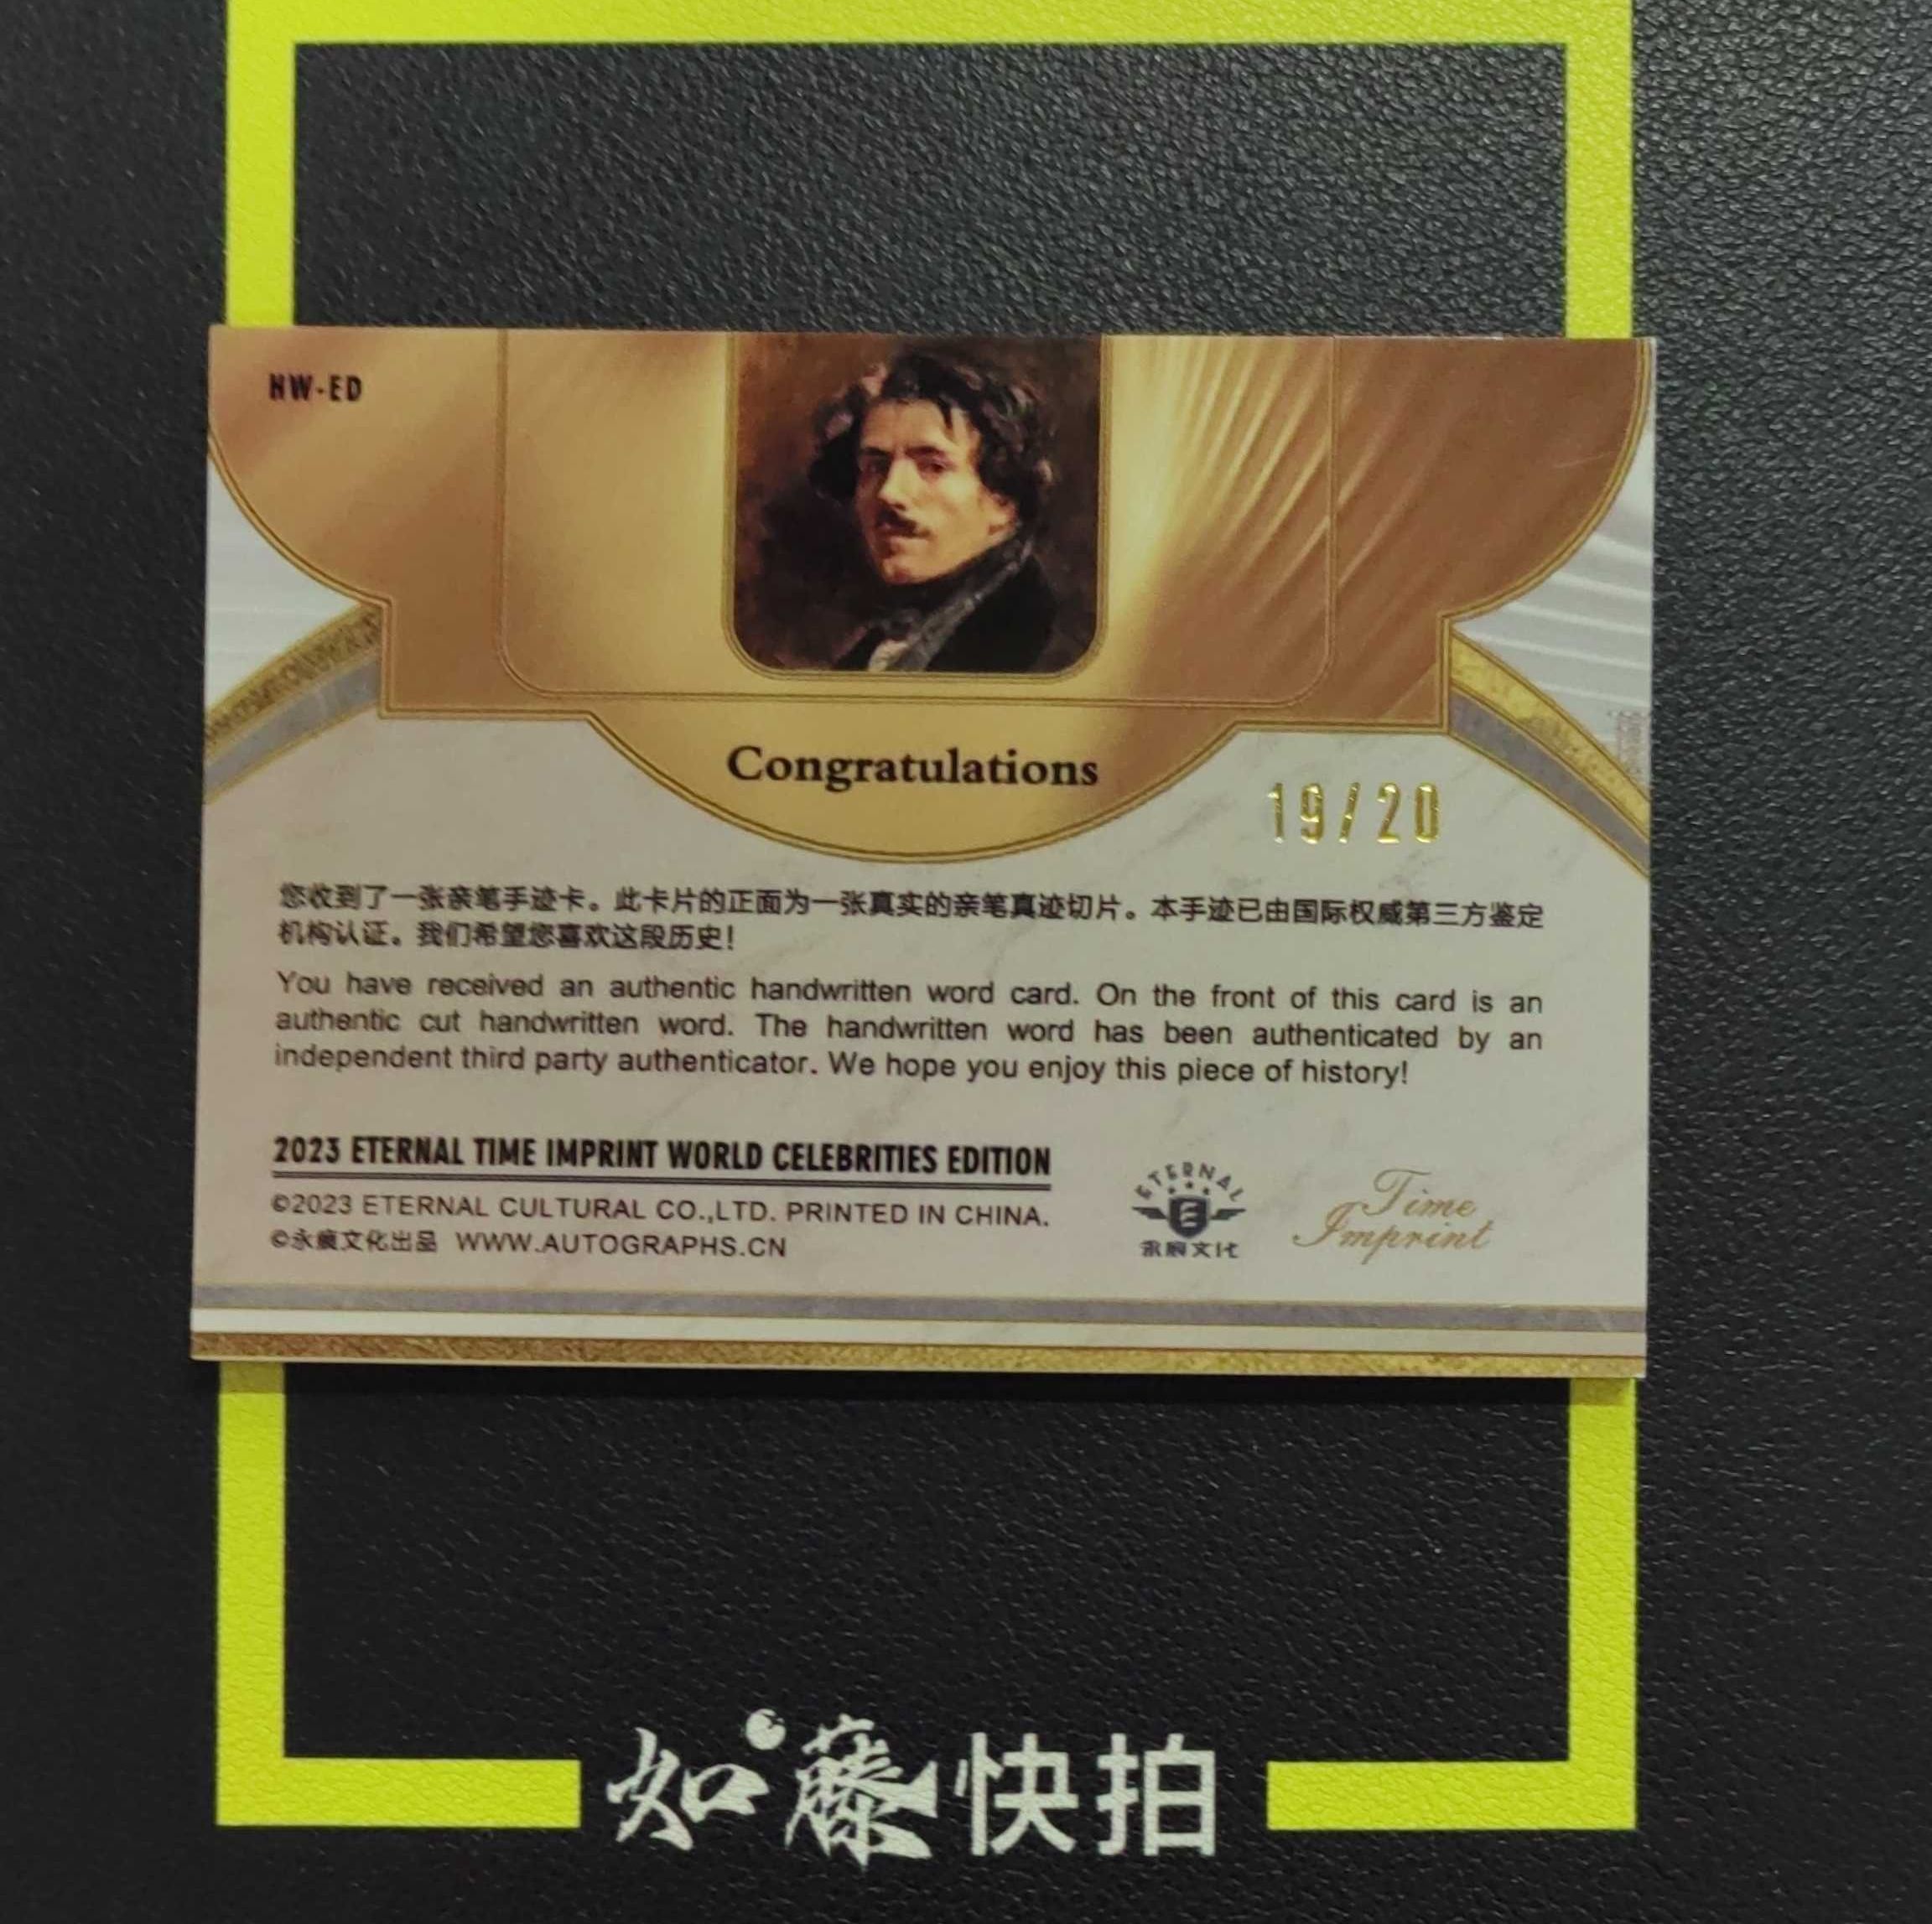 HW-ED
Congratulations
19/20
您收到了一张亲笔手迹卡。此卡片的正面为一张真实的亲笔真迹切片。本手迹已由国际权威第三方鉴定
机构认证。我们希望您喜欢这段历史！
You have received an authentic handwritten word card. On the front of this card is an
authentic cut handwritten word. The handwritten word has been authenticated by an
independent third party authenticator. We hope you enjoy this piece of history!
2023 ETERNAL TIME IMPRINT WORLD CELEBRITIES EDITION
©2023 ETERNAL CULTURAL CO.,LTD. PRINTED IN CHINA.
©永痕文化出品 WWW.AUTOGRAPHS.CN
ETERNAL
E
永痕文化
Time
Imprint
如藤快拍